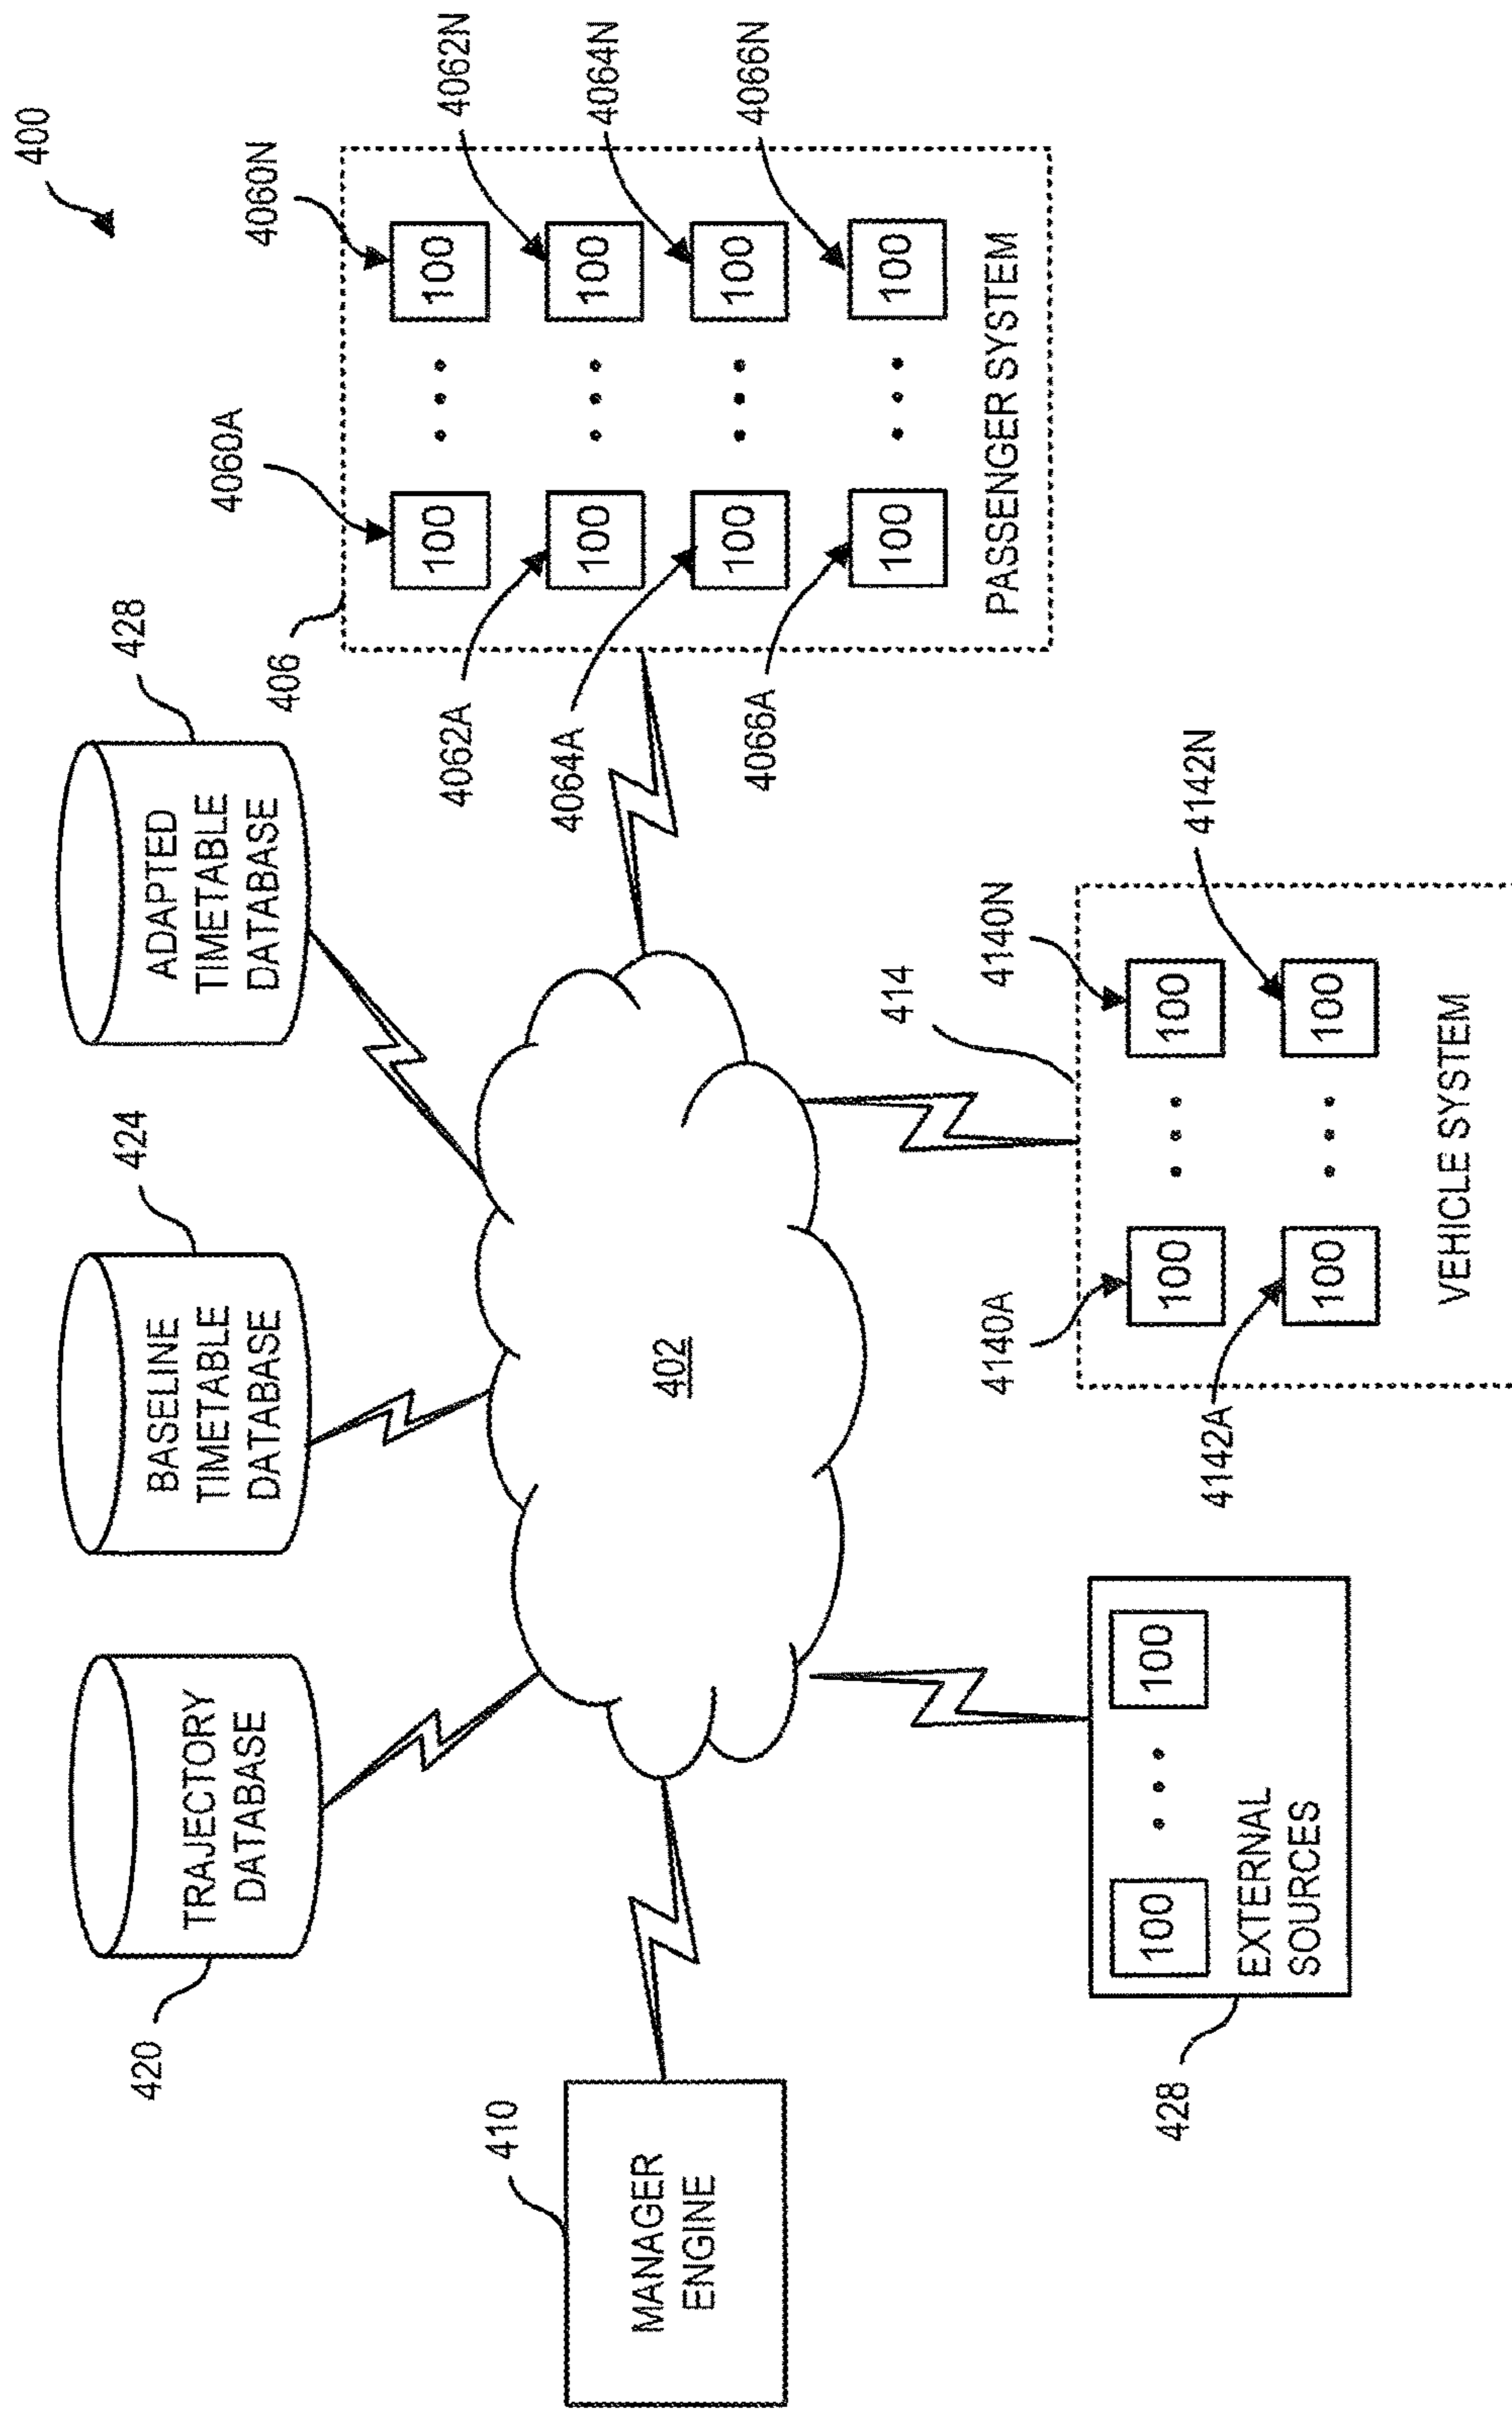 400
420
TRAJECTORY
DATABASE
424
BASELINE
TIMETABLE
DATABASE
428
ADAPTED
TIMETABLE
DATABASE
410
MANAGER
ENGINE
402
406
4060A
4060N
100
100
4062A
4062N
100
100
4064A
4064N
100
100
4066A
4066N
100
100
PASSENGER SYSTEM
428
100
100
EXTERNAL
SOURCES
414
4140A
4140N
100
100
4142A
4142N
100
100
VEHICLE SYSTEM